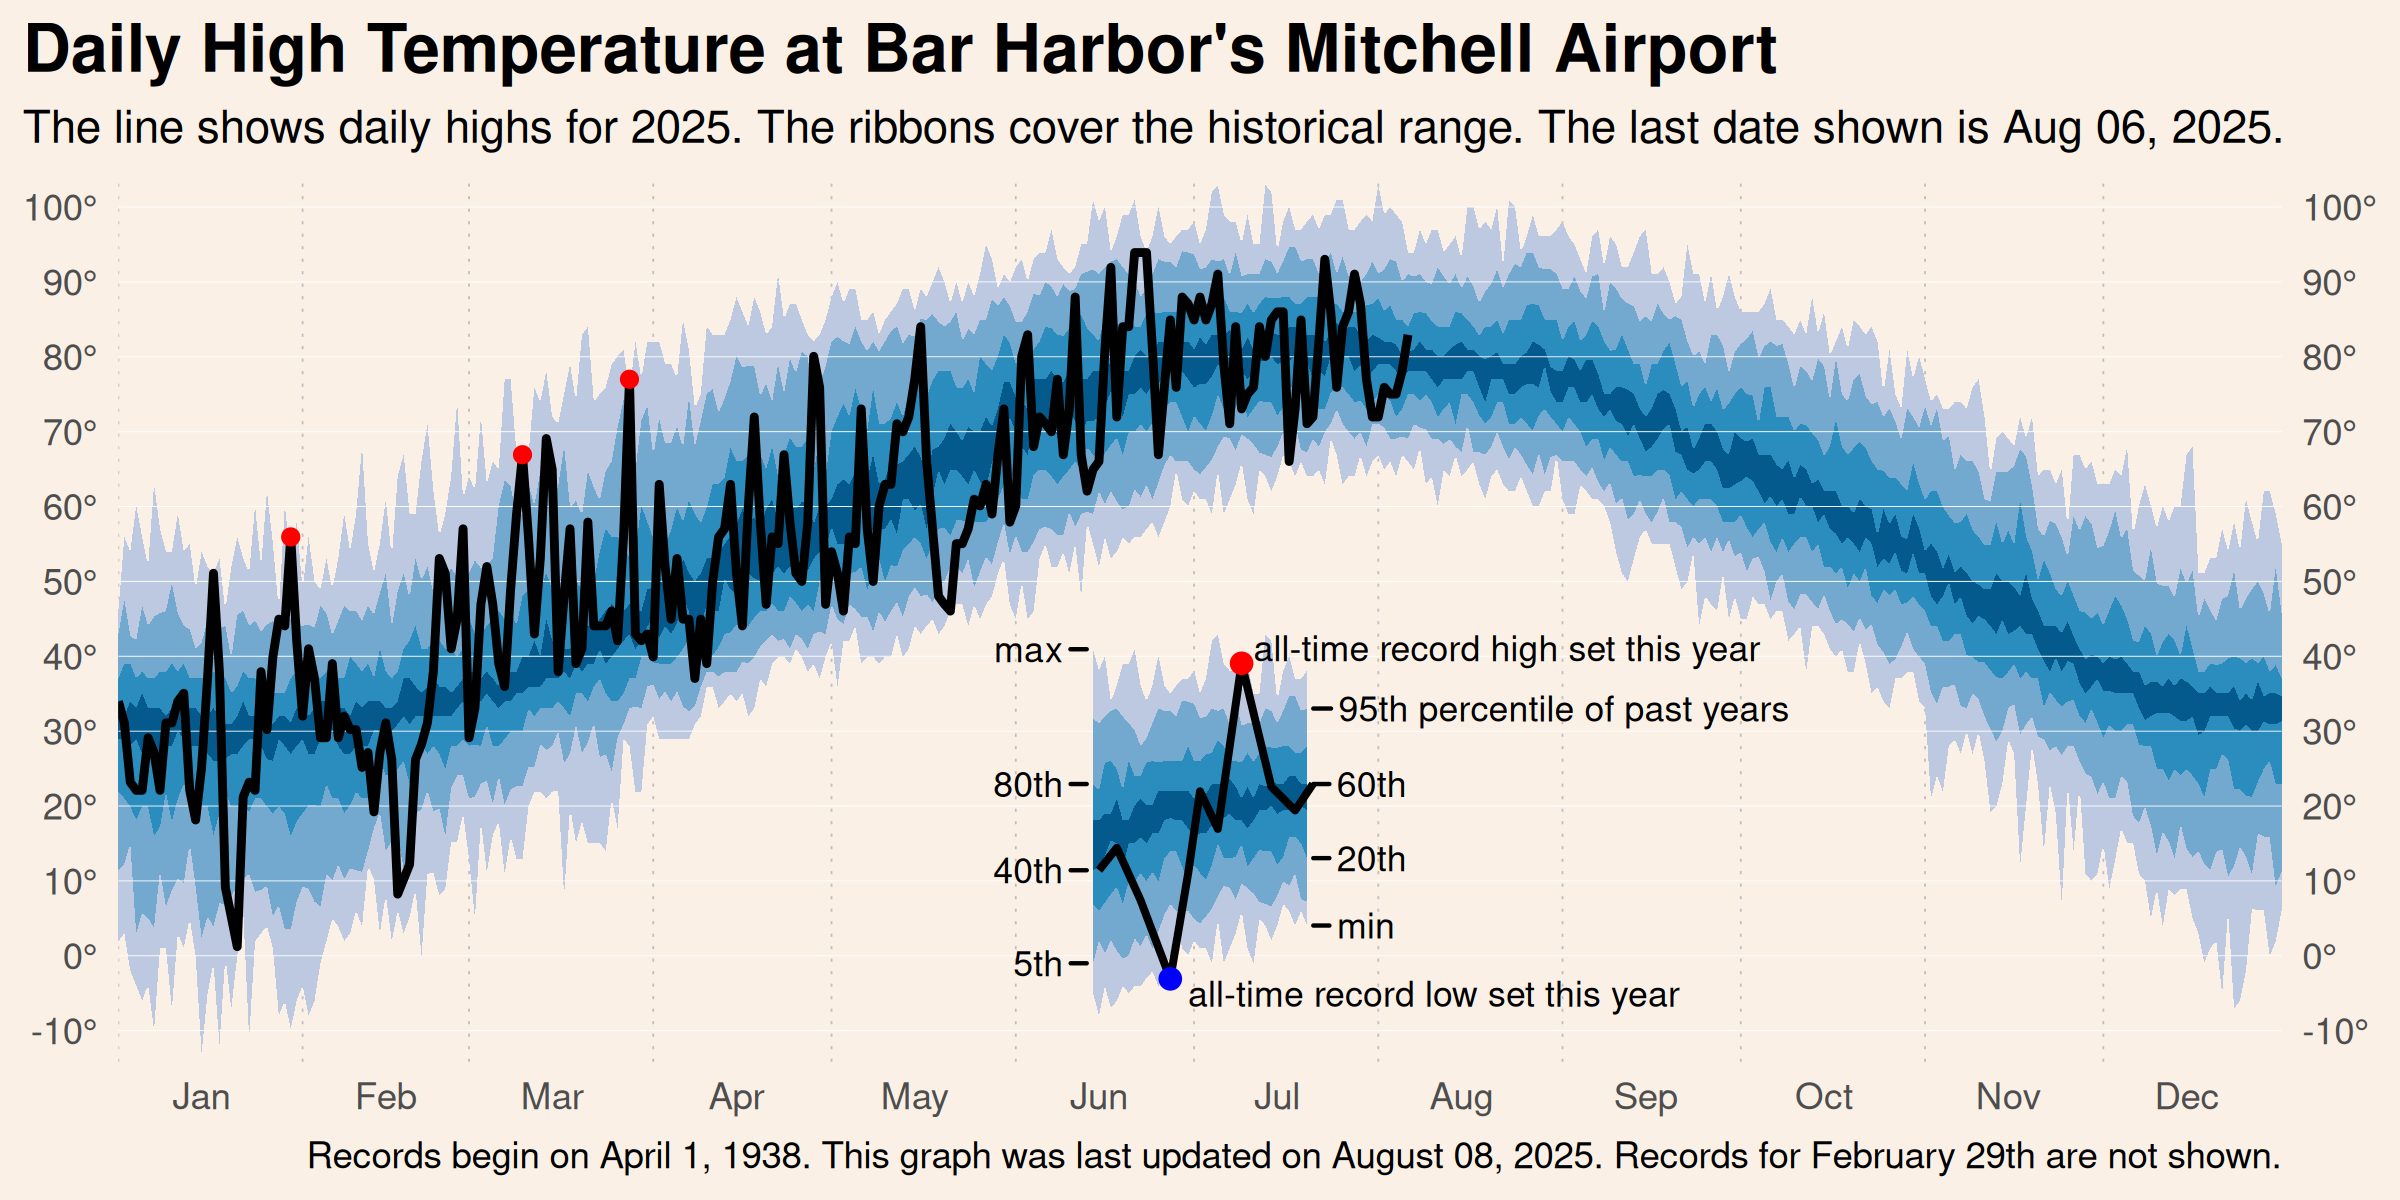 Daily High Temperature at Bar Harbor's Mitchell Airport
The line shows daily highs for 2025. The ribbons cover the historical range. The last date shown is Aug 06, 2025.
100° 100°
90° 90°
80° 80°
70° 70°
60° 60°
50° 50°
max all-time record high set this year
40° 40°
95th percentile of past years
30° 30°
80th 60th
20° 20°
40th 20th
10° 10°
min
0° 5th 0°
all-time record low set this year
-10° -10°
Jan Feb Mar Apr May Jun Jul Aug Sep Oct Nov Dec
Records begin on April 1, 1938. This graph was last updated on August 08, 2025. Records for February 29th are not shown.